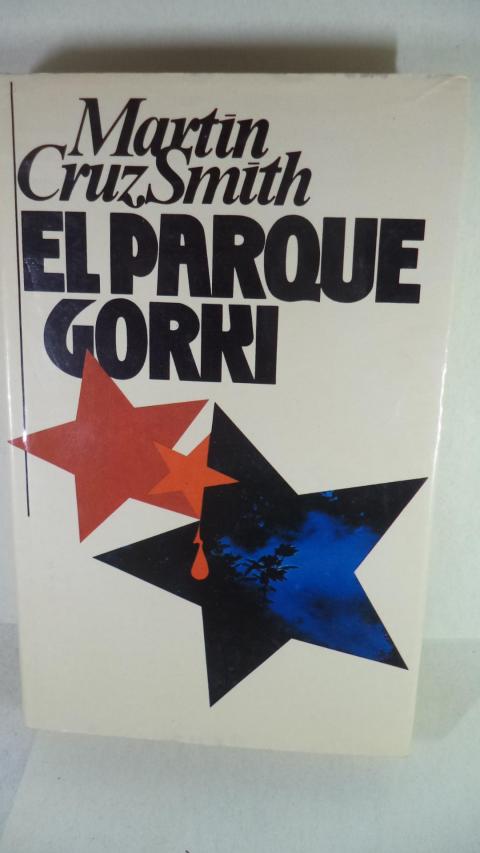 Martin
Cruz Smith
EL PARQUE
GORKI